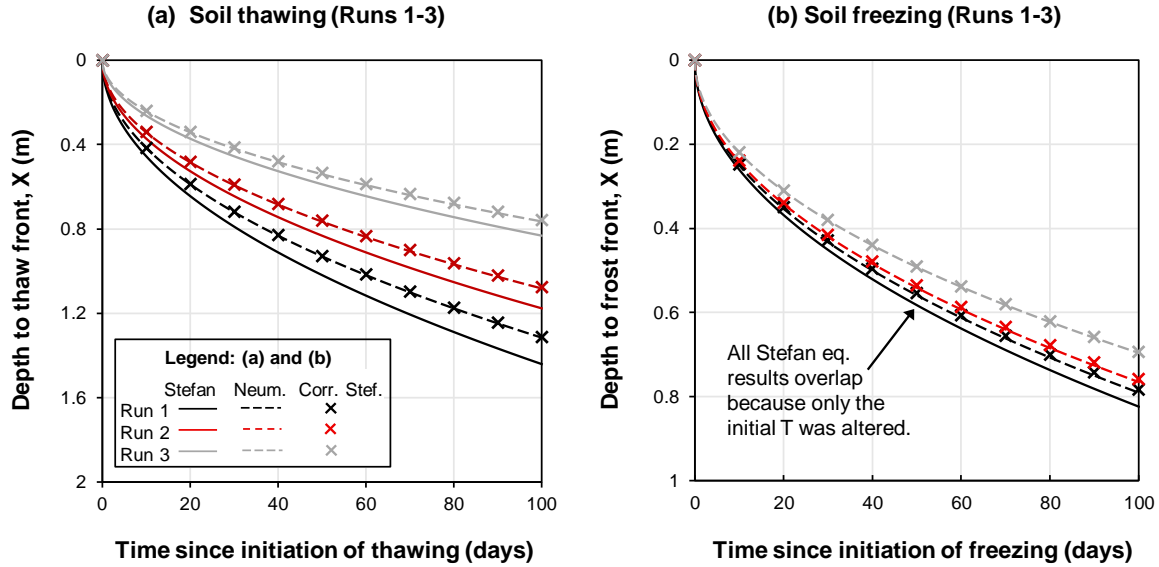 (a) Soil thawing (Runs 1-3)
Depth to thaw front, X (m)
0
0.4
0.8
1.2
1.6
2
Legend: (a) and (b)
Stefan Neum. Corr. Stef.
Run 1
Run 2
Run 3
0 20 40 60 80 100
Time since initiation of thawing (days)
(b) Soil freezing (Runs 1-3)
Depth to frost front, X (m)
0
0.2
0.4
0.6
0.8
1
All Stefan eq.
results overlap
because only the
initial T was altered.
0 20 40 60 80 100
Time since initiation of freezing (days)